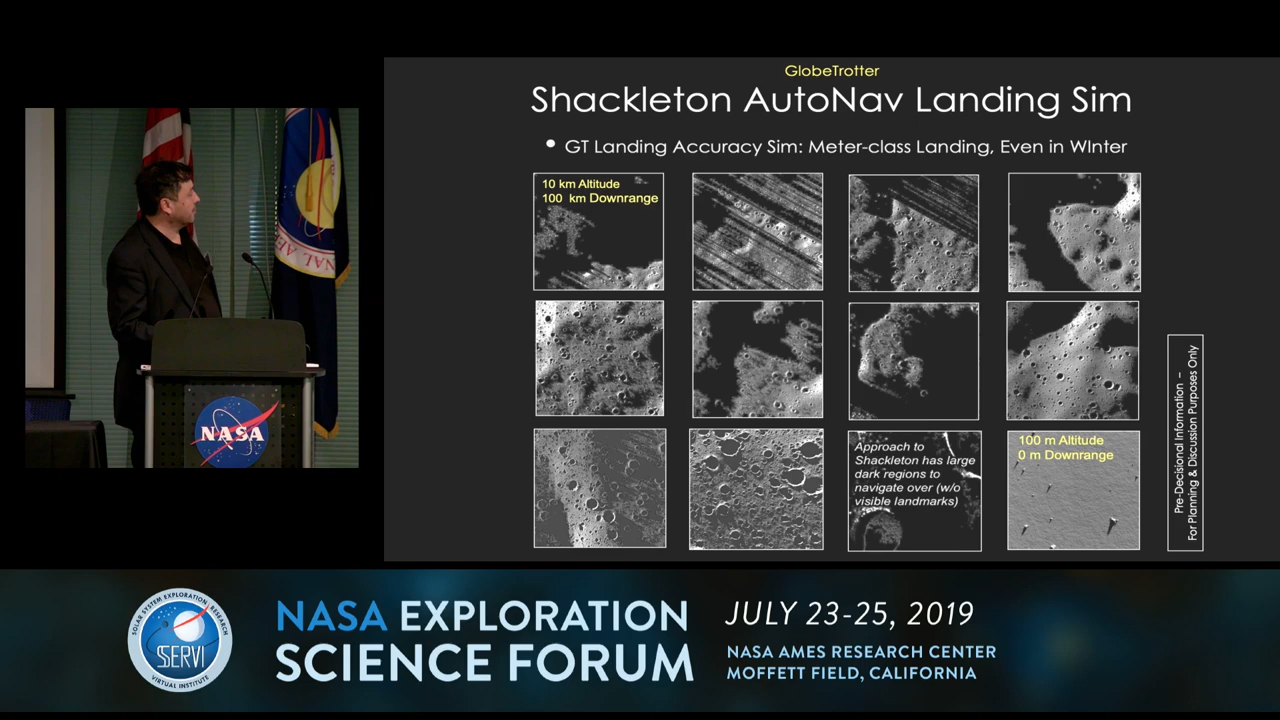 GlobeTrotter
Shackleton AutoNav Landing Sim
• GT Landing Accuracy Sim: Meter-class Landing, Even in WInter
10 km Altitude
100 km Downrange
Approach to
Shackleton has large
dark regions to
navigate over (w/o
visible landmarks)
100 m Altitude
0 m Downrange
Pre-Decisional Information –
For Planning & Discussion Purposes Only
NASA
SOLAR SYSTEM EXPLORATION RESEARCH
SSERVI
VIRTUAL INSTITUTE
NASA EXPLORATION
SCIENCE FORUM
JULY 23-25, 2019
NASA AMES RESEARCH CENTER
MOFFETT FIELD, CALIFORNIA